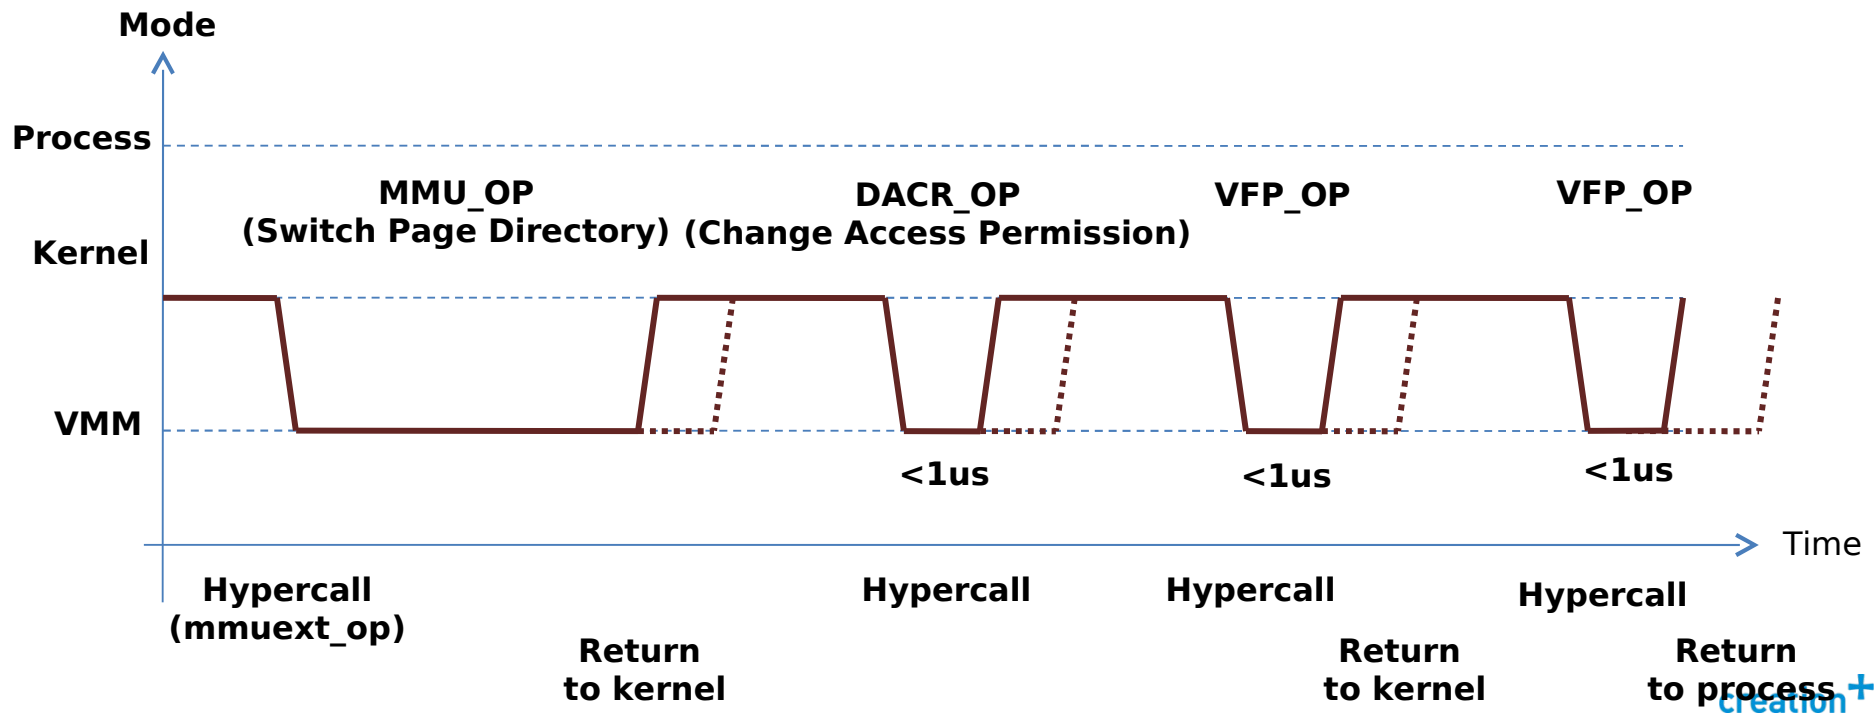 Mode
Process
MMU_OP
(Switch Page Directory)
DACR_OP
(Change Access Permission)
VFP_OP
VFP_OP
Kernel
VMM
<1us
<1us
<1us
Time
Hypercall
(mmuext_op)
Hypercall
Hypercall
Hypercall
Return
to kernel
Return
to kernel
Return
to process
creation+